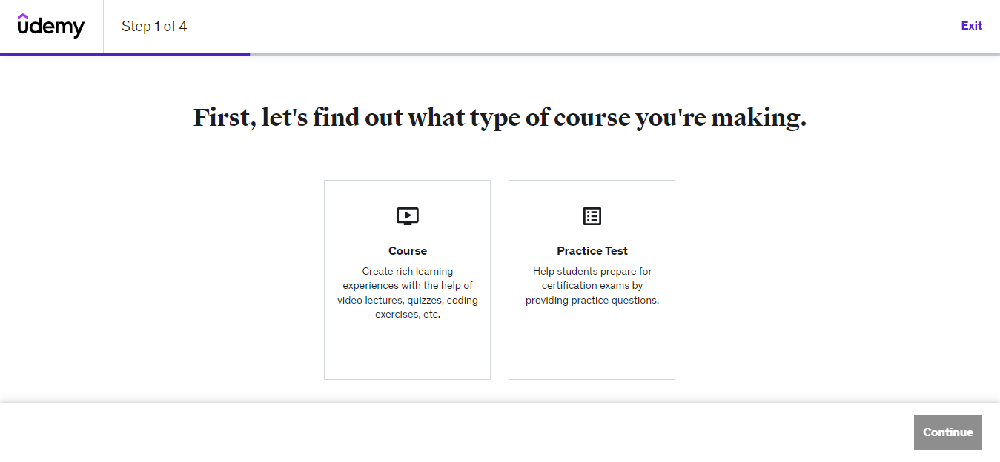 udemy
Step 1 of 4
Exit
First, let's find out what type of course you're making.
Course
Create rich learning
experiences with the help of
video lectures, quizzes, coding
exercises, etc.
Practice Test
Help students prepare for
certification exams by
providing practice questions.
Continue